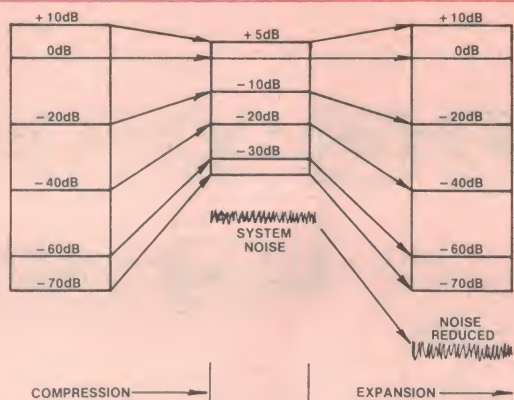 +10dB
0dB
−20dB
−40dB
−60dB
−70dB
+5dB
−10dB
−20dB
−30dB
SYSTEM
NOISE
+10dB
0dB
−20dB
−40dB
−60dB
−70dB
NOISE
REDUCED
COMPRESSION
EXPANSION